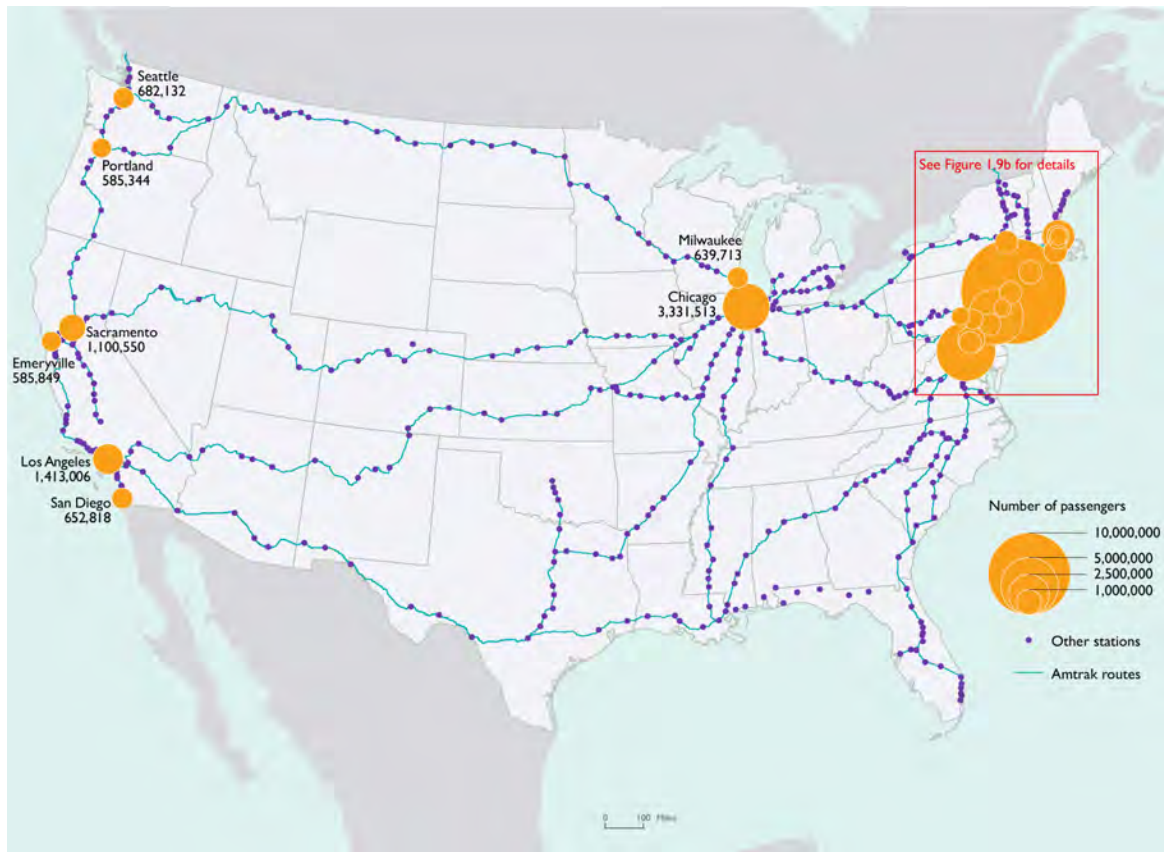 Seattle
682,132
Portland
585,344
See Figure 1.9b for details
Milwaukee
639,713
Chicago
3,331,513
Sacramento
1,100,550
Emeryville
585,849
Los Angeles
1,413,006
San Diego
652,818
Number of passengers
10,000,000
5,000,000
2,500,000
1,000,000
Other stations
Amtrak routes
0 100 Miles